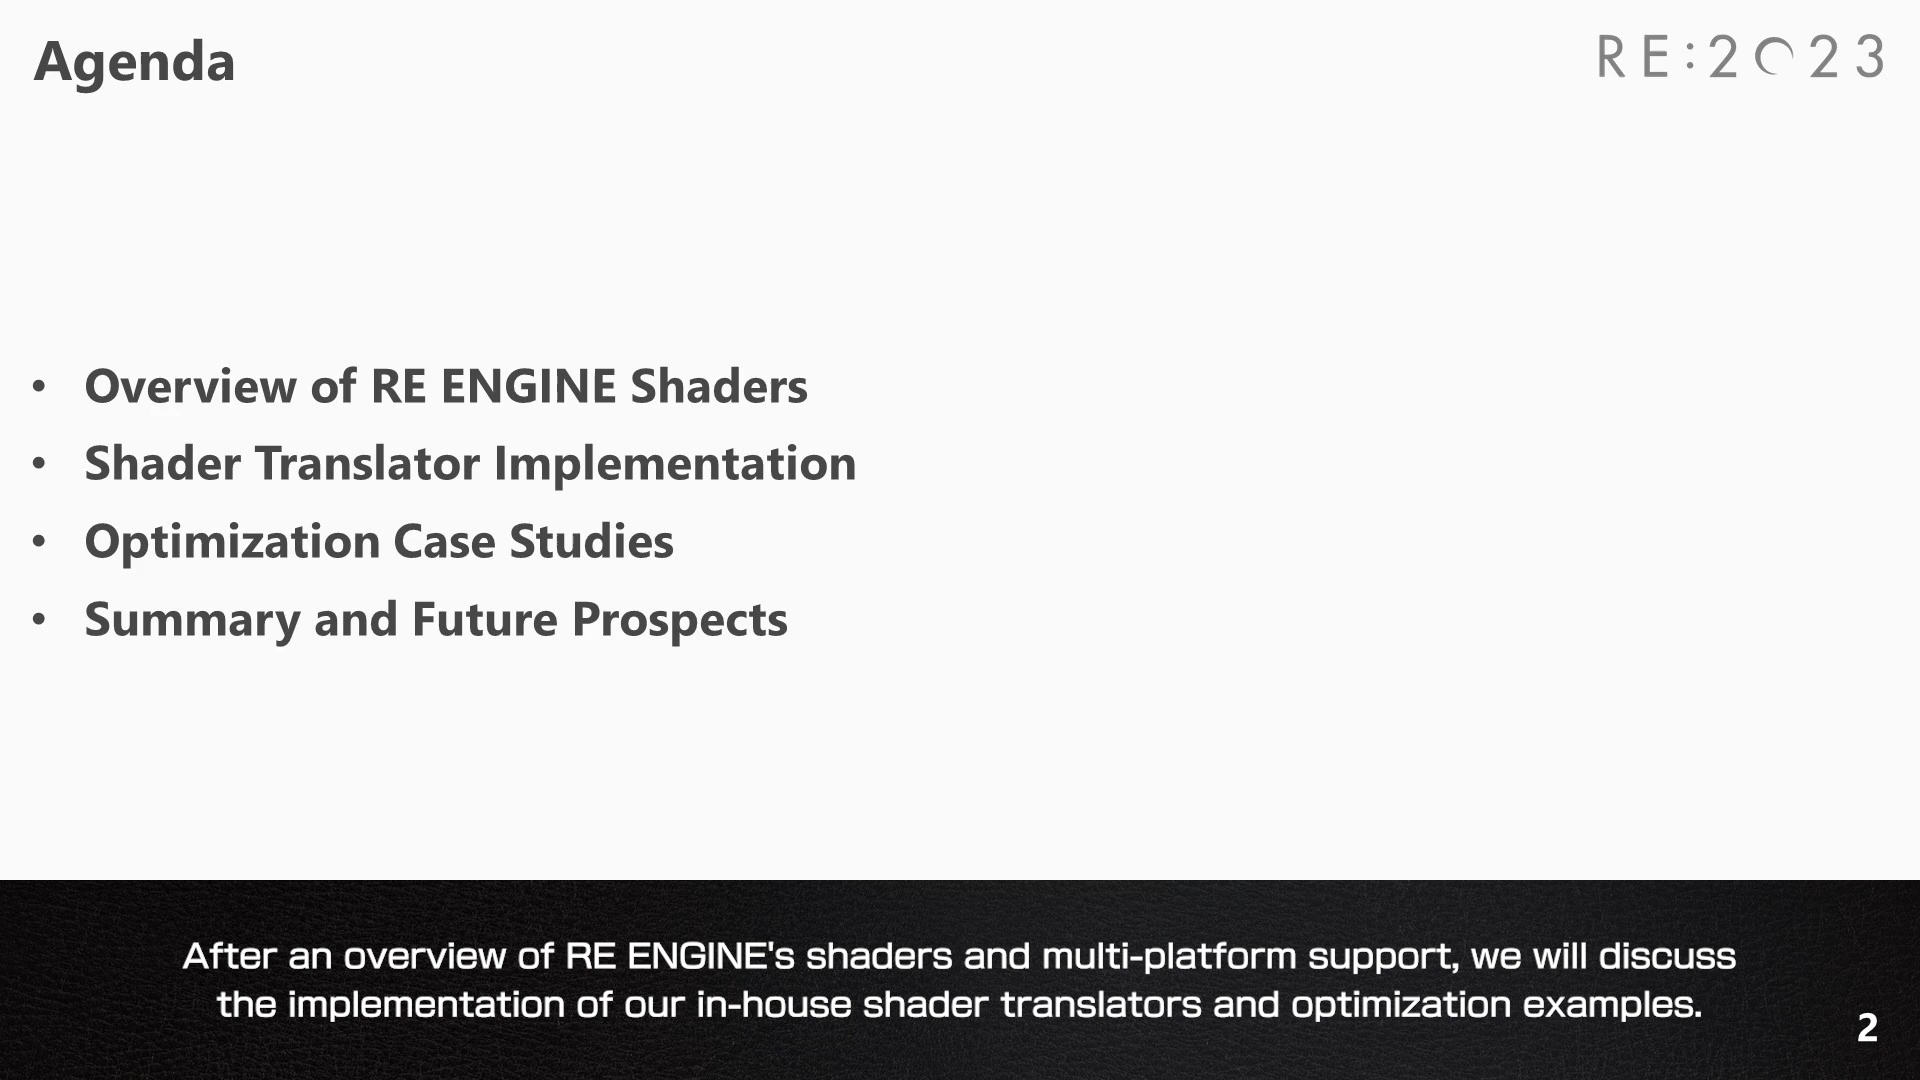 Agenda
RE:2023
• Overview of RE ENGINE Shaders
• Shader Translator Implementation
• Optimization Case Studies
• Summary and Future Prospects
After an overview of RE ENGINE's shaders and multi-platform support, we will discuss
the implementation of our in-house shader translators and optimization examples.
2